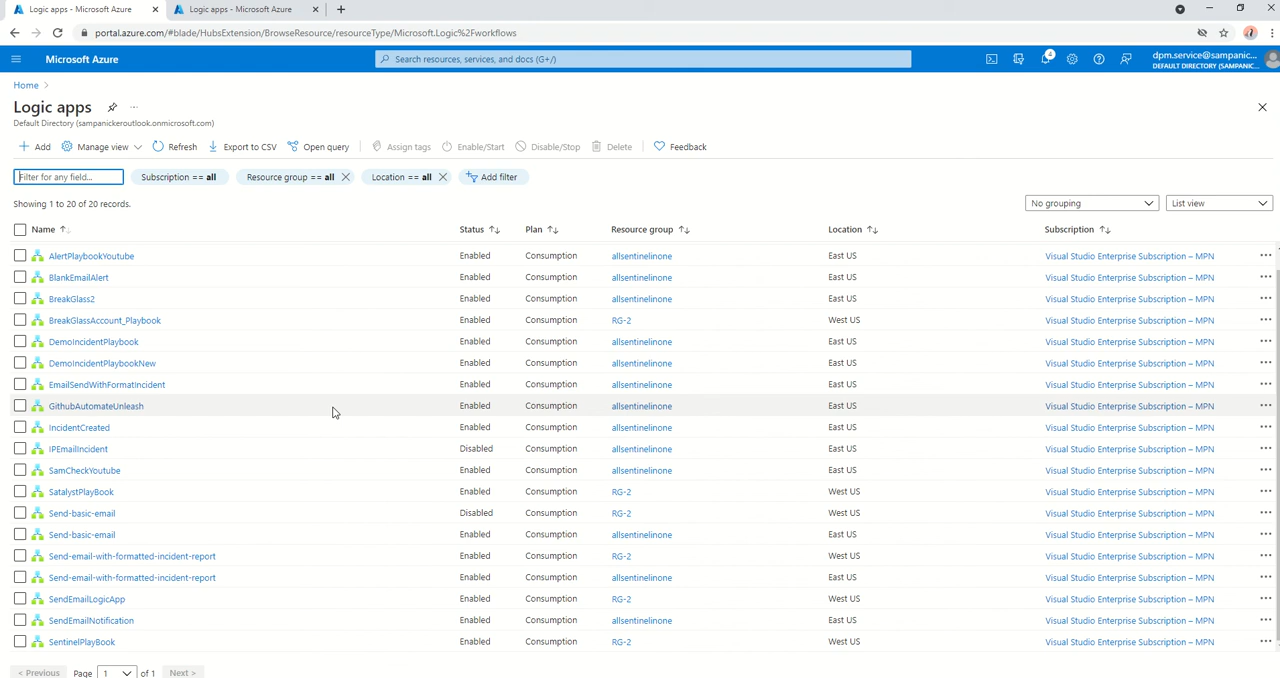 Logic apps - Microsoft Azure
Logic apps - Microsoft Azure
portal.azure.com/#blade/HubsExtension/BrowseResource/resourceType/Microsoft.Logic%2Fworkflows
Microsoft Azure
Search resources, services, and docs (G+/)
4
dpm.service@sampanic...
DEFAULT DIRECTORY (SAMPANIC...
Home
Logic apps
Default Directory (sampanickeroutlook.onmicrosoft.com)
Add Manage view Refresh Export to CSV Open query Assign tags Enable/Start Disable/Stop Delete Feedback
Filter for any field... Subscription == all Resource group == all Location == all Add filter
Showing 1 to 20 of 20 records. No grouping List view
Name Status Plan Resource group Location Subscription
AlertPlaybookYoutube Enabled Consumption allsentinelinone East US Visual Studio Enterprise Subscription – MPN
BlankEmailAlert Enabled Consumption allsentinelinone East US Visual Studio Enterprise Subscription – MPN
BreakGlass2 Enabled Consumption allsentinelinone East US Visual Studio Enterprise Subscription – MPN
BreakGlassAccount_Playbook Enabled Consumption RG-2 West US Visual Studio Enterprise Subscription – MPN
DemoIncidentPlaybook Enabled Consumption allsentinelinone East US Visual Studio Enterprise Subscription – MPN
DemoIncidentPlaybookNew Enabled Consumption allsentinelinone East US Visual Studio Enterprise Subscription – MPN
EmailSendWithFormatIncident Enabled Consumption allsentinelinone East US Visual Studio Enterprise Subscription – MPN
GithubAutomateUnleash Enabled Consumption allsentinelinone East US Visual Studio Enterprise Subscription – MPN
IncidentCreated Enabled Consumption allsentinelinone East US Visual Studio Enterprise Subscription – MPN
IPEmailIncident Disabled Consumption allsentinelinone East US Visual Studio Enterprise Subscription – MPN
SamCheckYoutube Enabled Consumption allsentinelinone East US Visual Studio Enterprise Subscription – MPN
SatalystPlayBook Enabled Consumption RG-2 West US Visual Studio Enterprise Subscription – MPN
Send-basic-email Disabled Consumption RG-2 West US Visual Studio Enterprise Subscription – MPN
Send-basic-email Enabled Consumption allsentinelinone East US Visual Studio Enterprise Subscription – MPN
Send-email-with-formatted-incident-report Enabled Consumption RG-2 West US Visual Studio Enterprise Subscription – MPN
Send-email-with-formatted-incident-report Enabled Consumption allsentinelinone East US Visual Studio Enterprise Subscription – MPN
SendEmailLogicApp Enabled Consumption RG-2 West US Visual Studio Enterprise Subscription – MPN
SendEmailNotification Enabled Consumption allsentinelinone East US Visual Studio Enterprise Subscription – MPN
SentinelPlayBook Enabled Consumption RG-2 West US Visual Studio Enterprise Subscription – MPN
< Previous Page 1 of 1 Next >